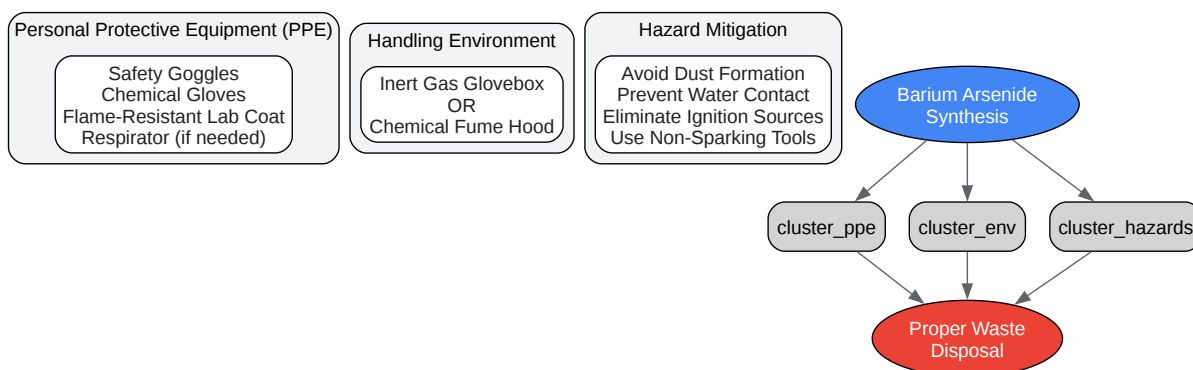 Personal Protective Equipment (PPE)
Safety Goggles
Chemical Gloves
Flame-Resistant Lab Coat
Respirator (if needed)
Handling Environment
Inert Gas Glovebox
OR
Chemical Fume Hood
Hazard Mitigation
Avoid Dust Formation
Prevent Water Contact
Eliminate Ignition Sources
Use Non-Sparking Tools
Barium Arsenide
Synthesis
cluster_ppe
cluster_env
cluster_hazards
Proper Waste
Disposal